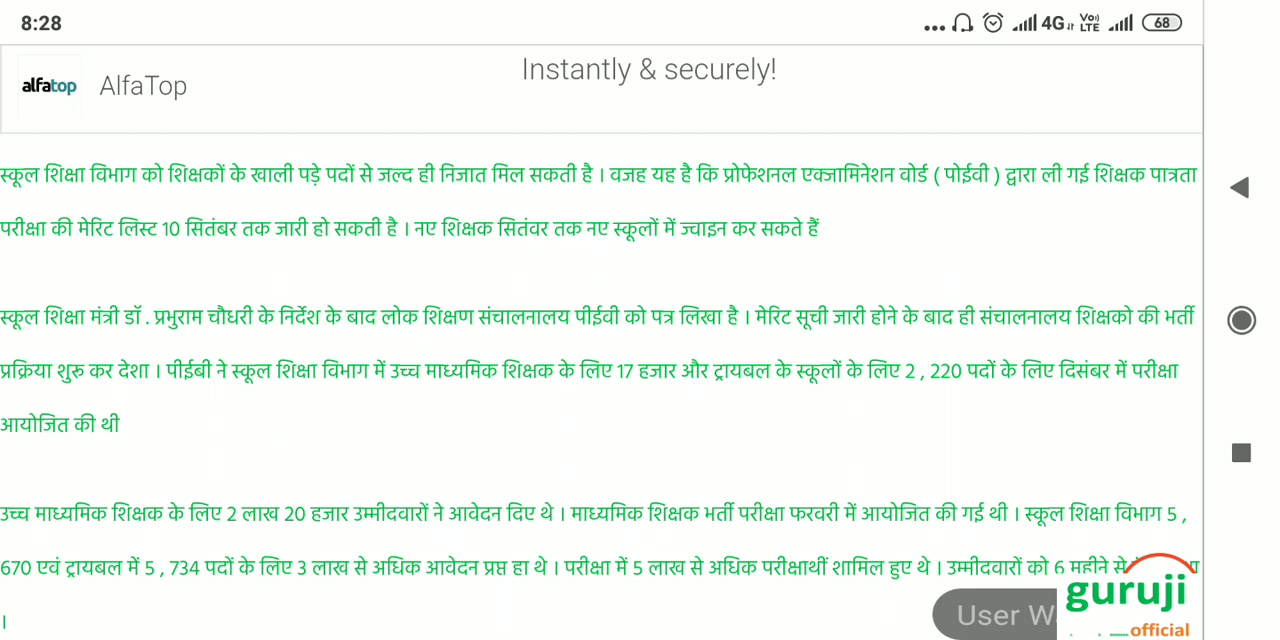 8:28
4G
Vo))
LTE
68
alfatop
AlfaTop
Instantly & securely!
स्कूल शिक्षा विभाग को शिक्षकों के खाली पड़े पदों से जल्द ही निजात मिल सकती है । वजह यह है कि प्रोफेशनल एक्जामिनेशन वोर्ड ( पोईवी ) द्वारा ली गई शिक्षक पात्रता
परीक्षा की मेरिट लिस्ट 10 सितंबर तक जारी हो सकती है । नए शिक्षक सितंवर तक नए स्कूलों में ज्वाइन कर सकते हैं
स्कूल शिक्षा मंत्री डॉ . प्रभुराम चौधरी के निर्देश के बाद लोक शिक्षण संचालनालय पीईवी को पत्र लिखा है । मेरिट सूची जारी होने के बाद ही संचालनालय शिक्षको की भर्ती
प्रक्रिया शुरू कर देशा । पीईबी ने स्कूल शिक्षा विभाग में उच्च माध्यमिक शिक्षक के लिए 17 हजार और ट्रायबल के स्कूलों के लिए 2 , 220 पदों के लिए दिसंबर में परीक्षा
आयोजित की थी
उच्च माध्यमिक शिक्षक के लिए 2 लाख 20 हजार उम्मीदवारों ने आवेदन दिए थे । माध्यमिक शिक्षक भर्ती परीक्षा फरवरी में आयोजित की गई थी । स्कूल शिक्षा विभाग 5 ,
670 एवं ट्रायबल में 5 , 734 पदों के लिए 3 लाख से अधिक आवेदन प्रप्त हा थे । परीक्षा में 5 लाख से अधिक परीक्षार्थी शामिल हुए थे । उम्मीदवारों को 6 महीने से
।
User
guruji
official